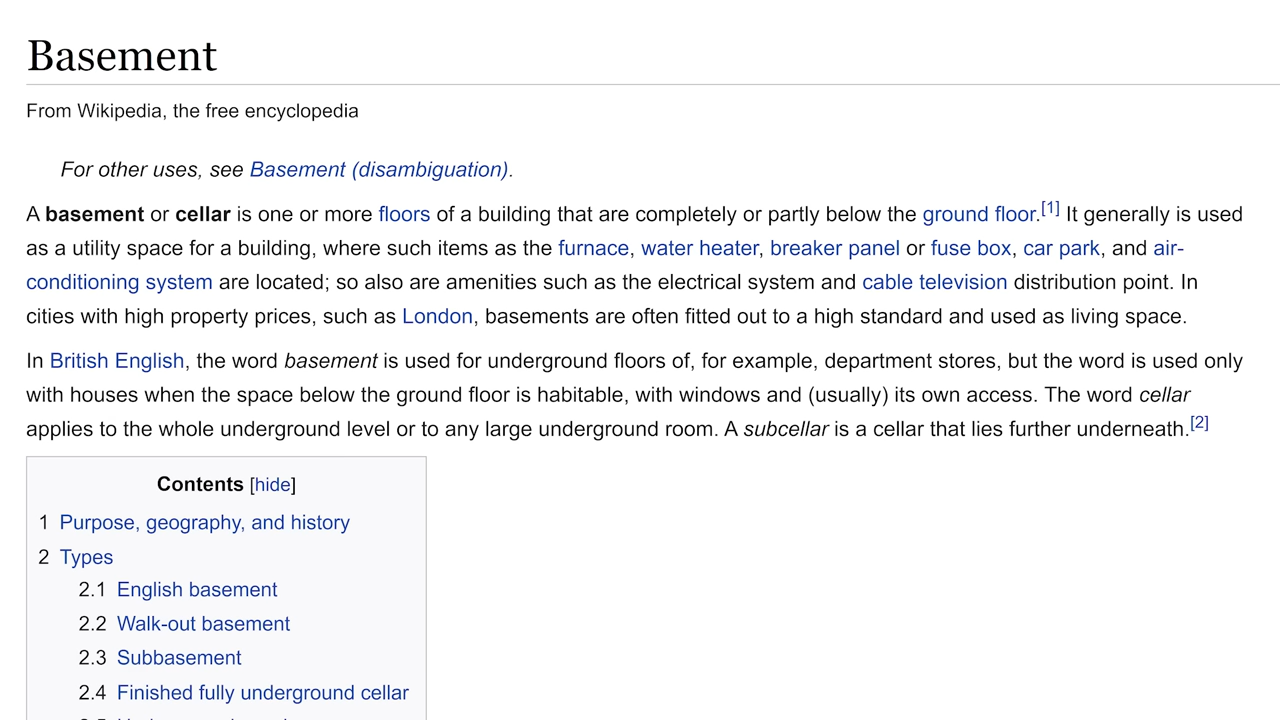 Basement
From Wikipedia, the free encyclopedia
For other uses, see Basement (disambiguation).
A basement or cellar is one or more floors of a building that are completely or partly below the ground floor.[1] It generally is used
as a utility space for a building, where such items as the furnace, water heater, breaker panel or fuse box, car park, and air-
conditioning system are located; so also are amenities such as the electrical system and cable television distribution point. In
cities with high property prices, such as London, basements are often fitted out to a high standard and used as living space.
In British English, the word basement is used for underground floors of, for example, department stores, but the word is used only
with houses when the space below the ground floor is habitable, with windows and (usually) its own access. The word cellar
applies to the whole underground level or to any large underground room. A subcellar is a cellar that lies further underneath.[2]
Contents [hide]
1 Purpose, geography, and history
2 Types
2.1 English basement
2.2 Walk-out basement
2.3 Subbasement
2.4 Finished fully underground cellar